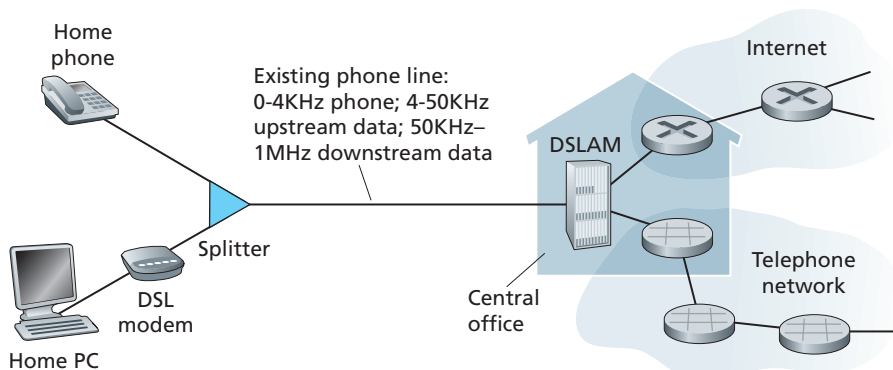 Home
phone
Existing phone line:
0-4KHz phone; 4-50KHz
upstream data; 50KHz–
1MHz downstream data
Internet
DSLAM
Splitter
DSL
modem
Home PC
Central
office
Telephone
network